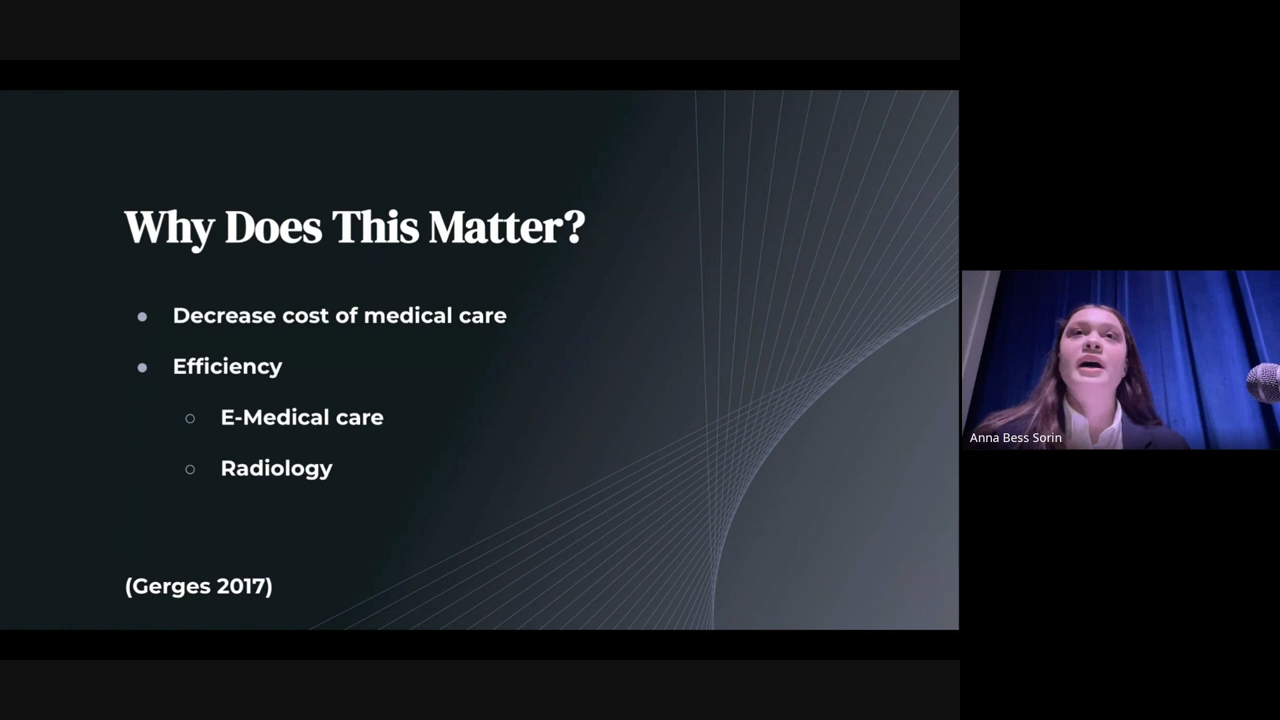 Why Does This Matter?
Decrease cost of medical care
Efficiency
E-Medical care
Radiology
(Gerges 2017)
Anna Bess Sorin